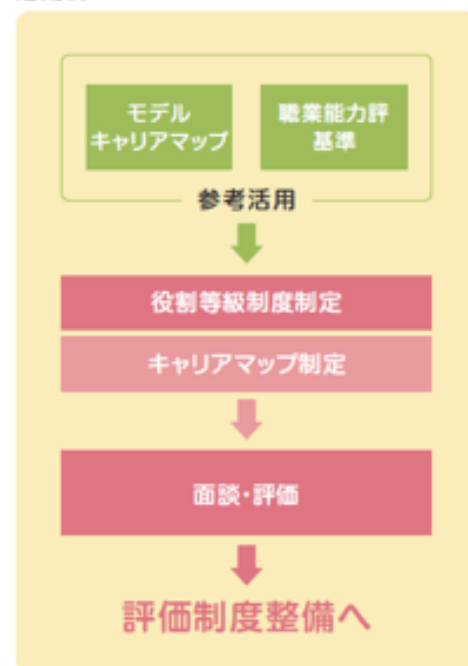 モデル
キャリアマップ
職業能力評
基準
参考活用
役割等級制度制定
キャリアマップ制定
面談・評価
評価制度整備へ